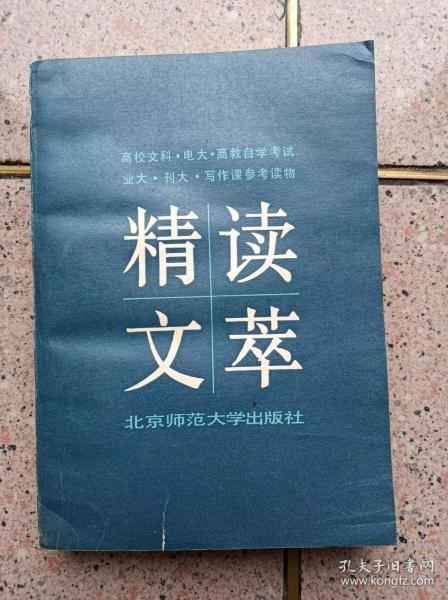 高校文科·电大·高教自学考试
业大·刊大·写作课参考读物
精读
文萃
北京师范大学出版社
孔夫子旧书网
www.kongfz.com